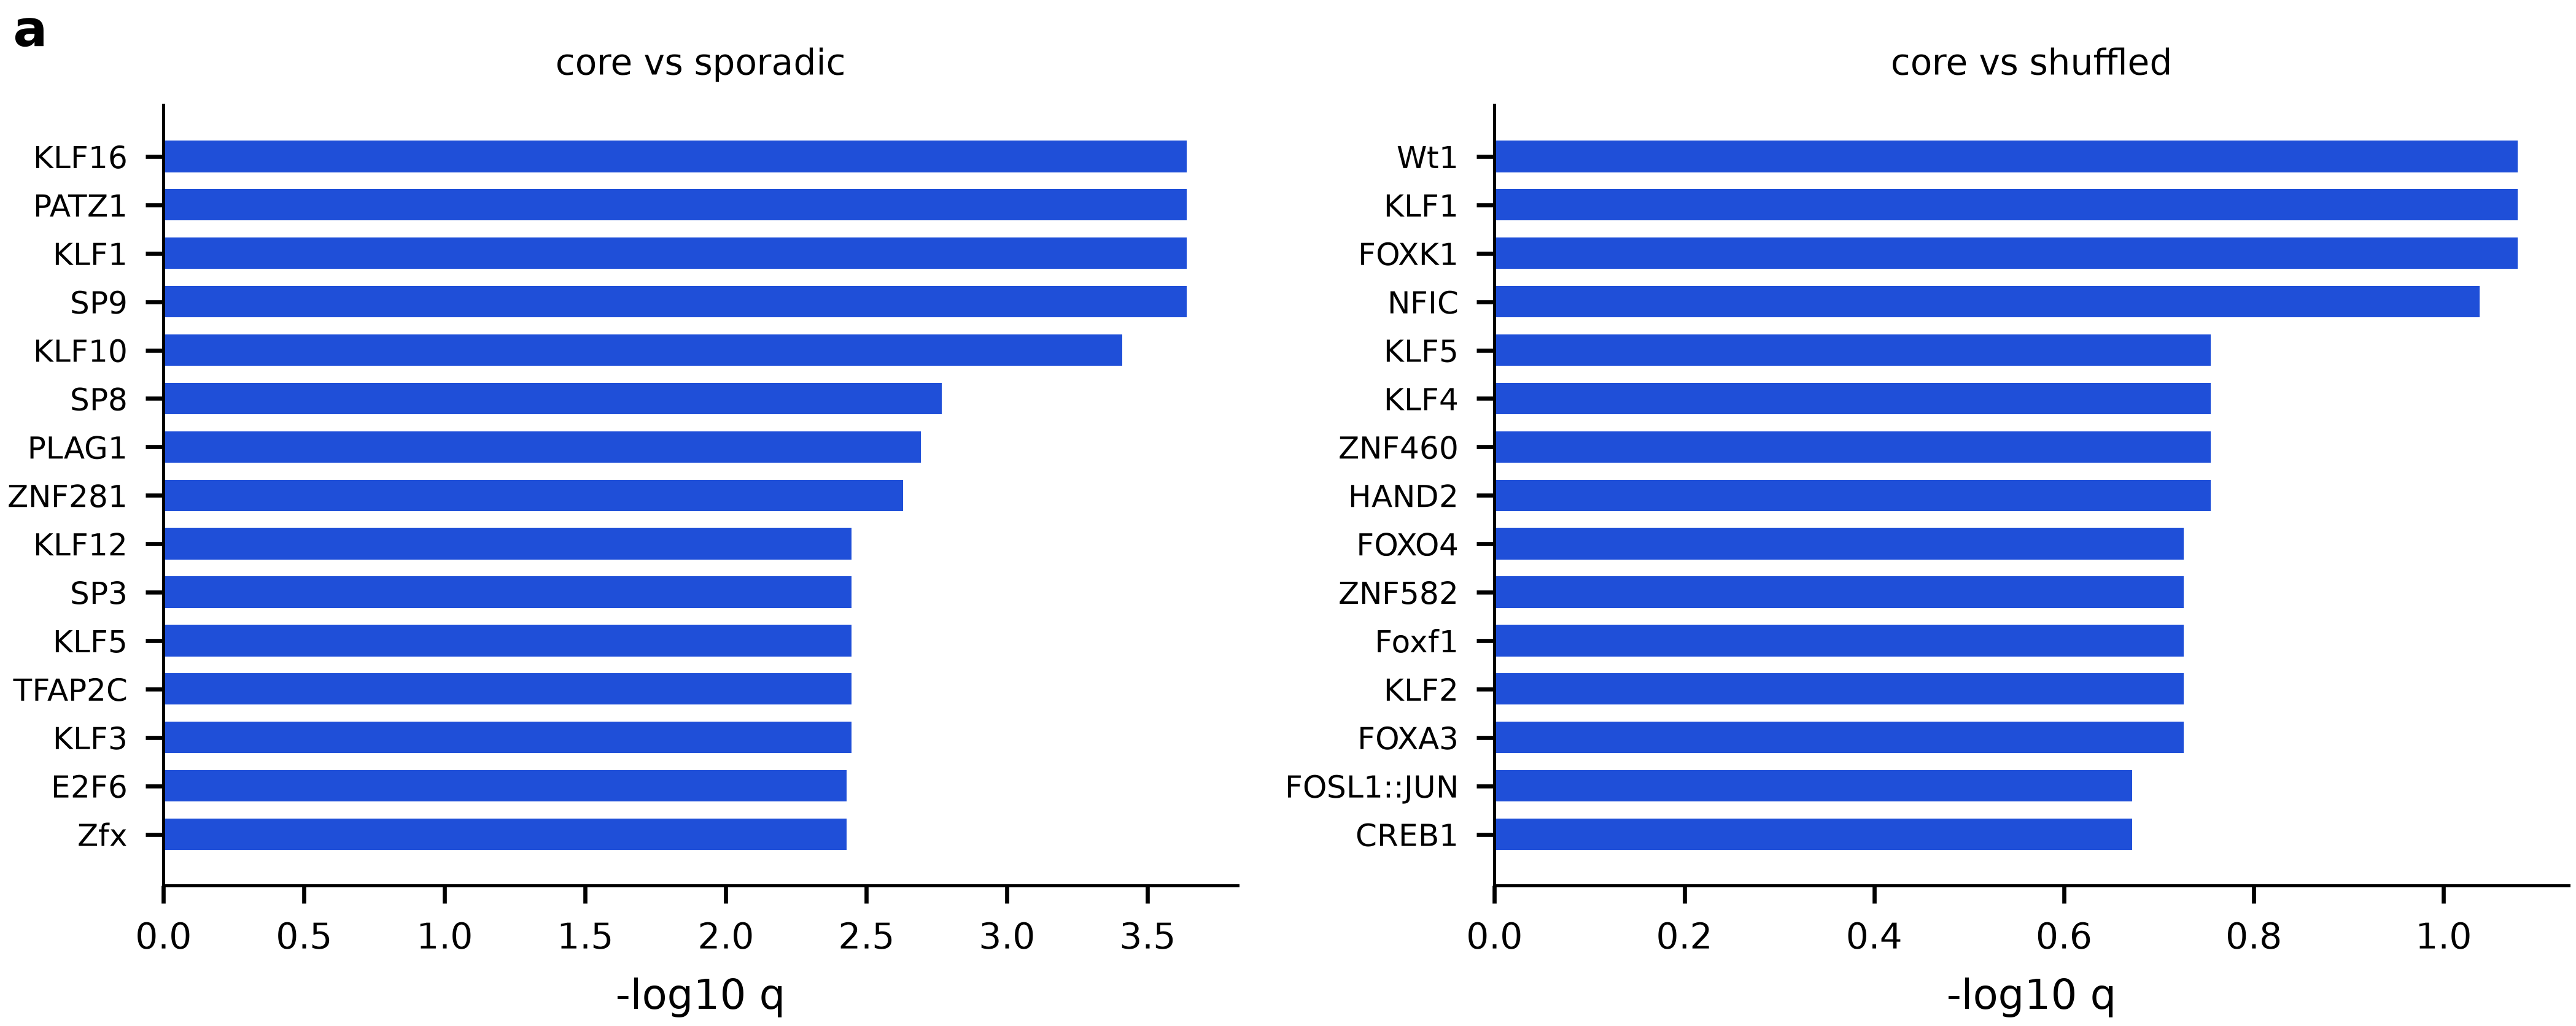 a
core vs sporadic
KLF16
PATZ1
KLF1
SP9
KLF10
SP8
PLAG1
ZNF281
KLF12
SP3
KLF5
TFAP2C
KLF3
E2F6
Zfx
0.0 0.5 1.0 1.5 2.0 2.5 3.0 3.5
-log10 q
core vs shuffled
Wt1
KLF1
FOXK1
NFIC
KLF5
KLF4
ZNF460
HAND2
FOXO4
ZNF582
Foxf1
KLF2
FOXA3
FOSL1::JUN
CREB1
0.0 0.2 0.4 0.6 0.8 1.0
-log10 q